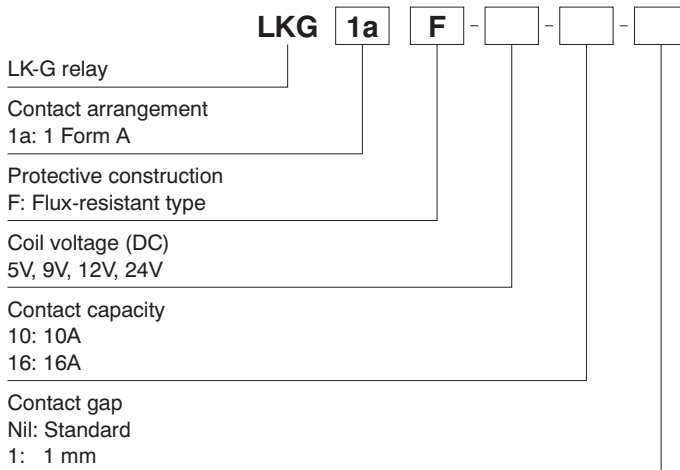 LKG 1a F - - -
LK-G relay
Contact arrangement
1a: 1 Form A
Protective construction
F: Flux-resistant type
Coil voltage (DC)
5V, 9V, 12V, 24V
Contact capacity
10: 10A
16: 16A
Contact gap
Nil: Standard
1: 1 mm